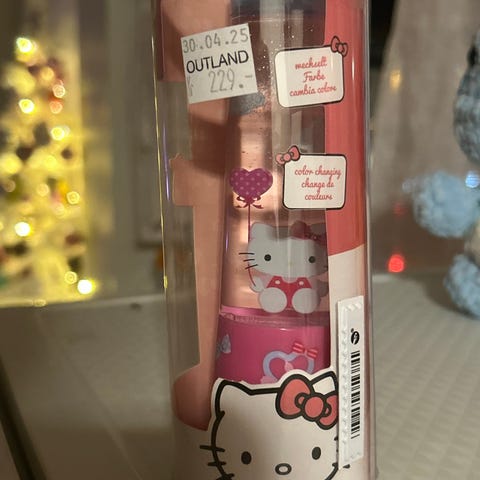 30.04.25
OUTLAND
229.-
wechselt
Farbe
cambia colore
color changing
change de
couleurs